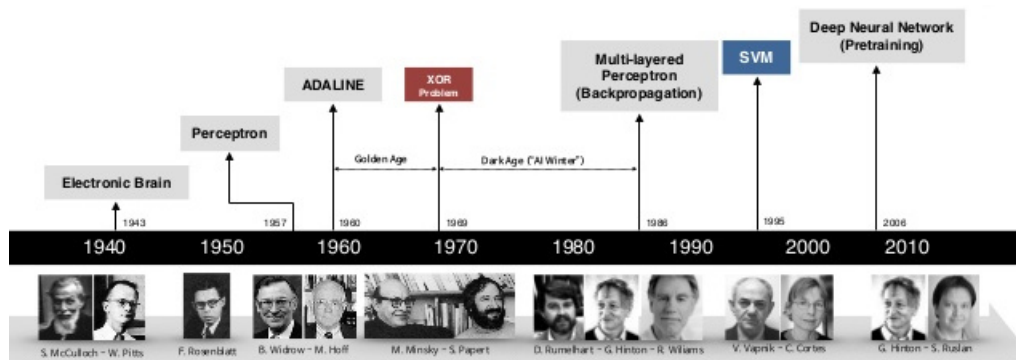 Deep Neural Network
(Pretraining)
Multi-layered
Perceptron
(Backpropagation)
SVM
ADALINE
XOR
Problem
Perceptron
Golden Age
Dark Age ("AI Winter")
Electronic Brain
1943
1957
1960
1969
1986
1995
2006
1940
1950
1960
1970
1980
1990
2000
2010
S. McCulloch - W. Pitts
F. Rosenblatt
B. Widrow - M. Hoff
M. Minsky - S. Papert
D. Rumelhart - G. Hinton - R. Wiliams
V. Vapnik - C. Cortes
G. Hinton - S. Ruslan